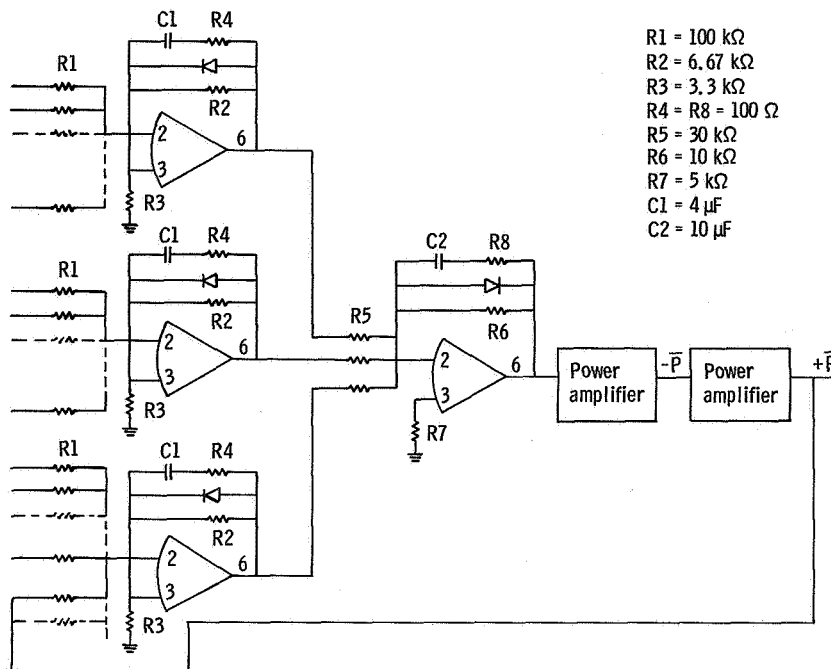 C1 R4
R1
R2
2
6
3
R3
R1 = 100 kΩ
R2 = 6.67 kΩ
R3 = 3.3 kΩ
R4 = R8 = 100 Ω
R5 = 30 kΩ
R6 = 10 kΩ
R7 = 5 kΩ
C1 = 4 μF
C2 = 10 μF
C1 R4
R1
R2
2
6
3
R3
C2 R8
R5
R6
2
6
3
R7
Power amplifier
-P̅
Power amplifier
+P̅
C1 R4
R1
R2
2
6
3
R3